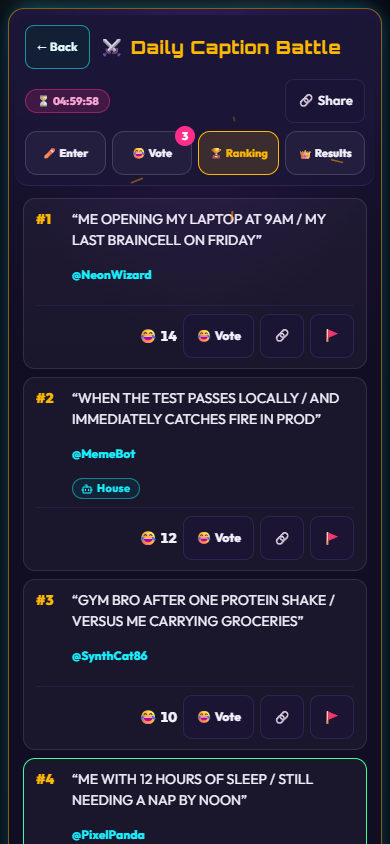 ← Back
⚔️ Daily Caption Battle
⏳ 04:59:58
🔗 Share
🖍️ Enter
😂 Vote
3
🏆 Ranking
👑 Results
#1
“ME OPENING MY LAPTOP AT 9AM / MY
LAST BRAINCELL ON FRIDAY”
@NeonWizard
😂 14
😂 Vote
#2
“WHEN THE TEST PASSES LOCALLY / AND
IMMEDIATELY CATCHES FIRE IN PROD”
@MemeBot
🤖 House
😂 12
😂 Vote
#3
“GYM BRO AFTER ONE PROTEIN SHAKE /
VERSUS ME CARRYING GROCERIES”
@SynthCat86
😂 10
😂 Vote
#4
“ME WITH 12 HOURS OF SLEEP / STILL
NEEDING A NAP BY NOON”
@PixelPanda